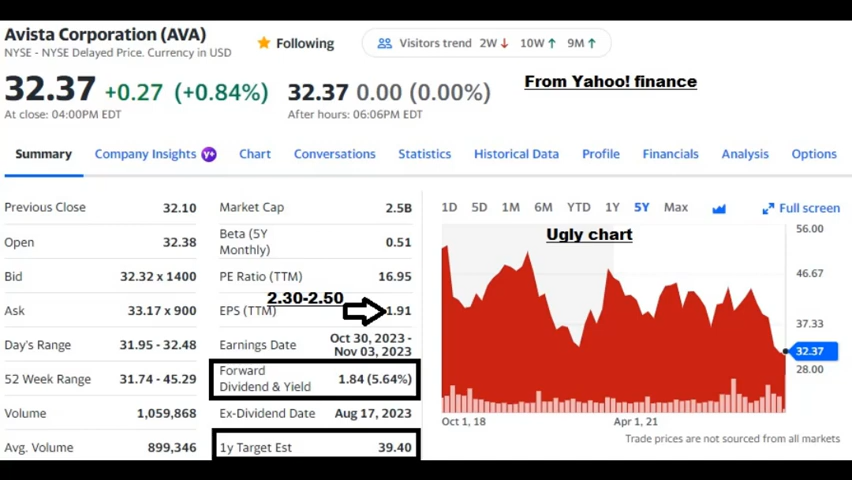 Avista Corporation (AVA)
NYSE - NYSE Delayed Price. Currency in USD
Following
Visitors trend 2W↓ 10W↑ 9M↑
32.37 +0.27 (+0.84%)
At close: 04:00PM EDT
32.37 0.00 (0.00%)
After hours: 06:06PM EDT
From Yahoo! finance
Summary Company Insights y+ Chart Conversations Statistics Historical Data Profile Financials Analysis Options
Previous Close 32.10
Open 32.38
Bid 32.32 x 1400
Ask 33.17 x 900
Day's Range 31.95 - 32.48
52 Week Range 31.74 - 45.29
Volume 1,059,868
Avg. Volume 899,346
Market Cap 2.5B
Beta (5Y
Monthly) 0.51
PE Ratio (TTM) 16.95
2.30-2.50
EPS (TTM) 1.91
Earnings Date Oct 30, 2023 -
Nov 03, 2023
Forward
Dividend & Yield 1.84 (5.64%)
Ex-Dividend Date Aug 17, 2023
1y Target Est 39.40
1D 5D 1M 6M YTD 1Y 5Y Max Full screen
Ugly chart
56.00
46.67
37.33
32.37
28.00
Oct 1, 18 Apr 1, 21
Trade prices are not sourced from all markets